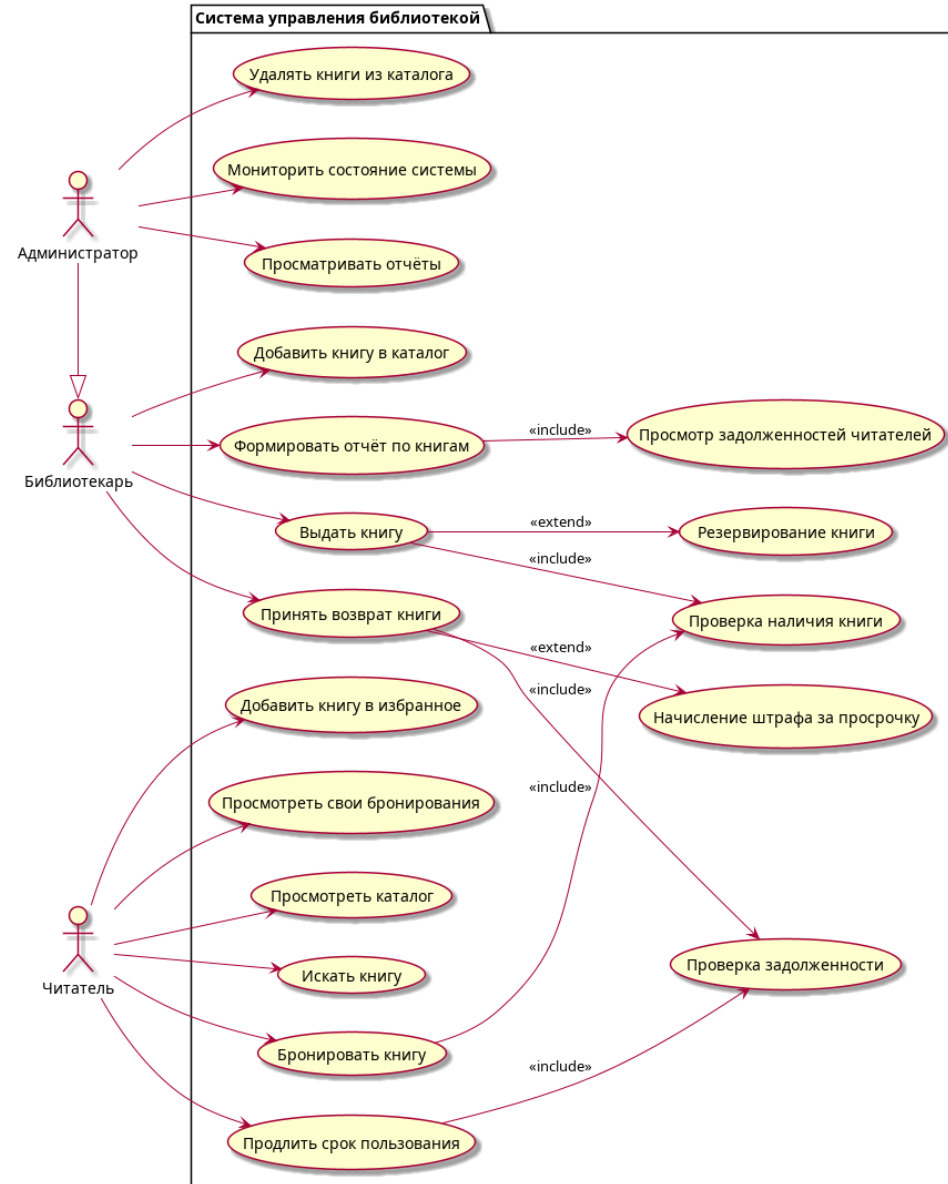 Система управления библиотекой
Удалять книги из каталога
Мониторить состояние системы
Администратор
Просматривать отчёты
Добавить книгу в каталог
«include»
Просмотр задолженностей читателей
Формировать отчёт по книгам
Библиотекарь
«extend»
Выдать книгу
Резервирование книги
«include»
Принять возврат книги
Проверка наличия книги
«extend»
«include»
Добавить книгу в избранное
Начисление штрафа за просрочку
«include»
Просмотреть свои бронирования
Просмотреть каталог
Проверка задолженности
Искать книгу
Читатель
Бронировать книгу
«include»
Продлить срок пользования